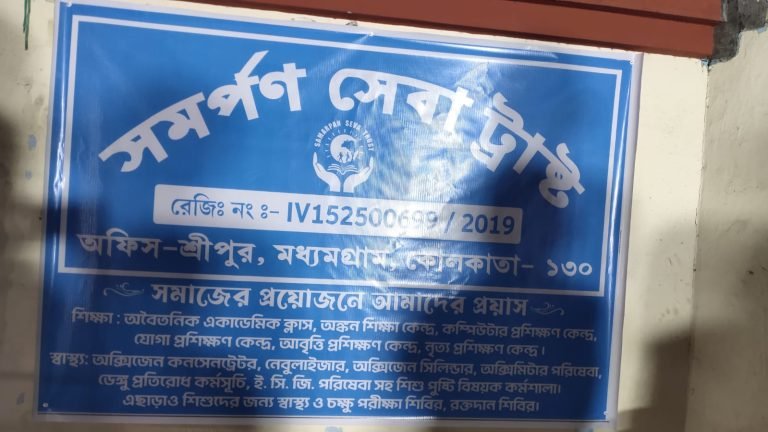 সমর্পণ সেবা ট্রাষ্ট
SAMARPAN SEVA TRUST
রেজিঃ নং ঃ- IV152500699 / 2019
অফিস-শ্রীপুর, মধ্যমগ্রাম, কোলকাতা- ১৩০
সমাজের প্রয়োজনে আমাদের প্রয়াস
শিক্ষা : অবৈতনিক একাডেমিক ক্লাস, অঙ্কন শিক্ষা কেন্দ্র, কম্পিউটার প্রশিক্ষণ কেন্দ্র,
যোগা প্রশিক্ষণ কেন্দ্র, আবৃত্তি প্রশিক্ষণ কেন্দ্র, নৃত্য প্রশিক্ষণ কেন্দ্র।
স্বাস্থ্য: অক্সিজেন কনসেনট্রেটর, নেবুলাইজার, অক্সিজেন সিলিন্ডার, অক্সিমিটার পরিষেবা,
ডেঙ্গু প্রতিরোধ কর্মসূচি, ই. সি. জি. পরিষেবা সহ শিশু পুষ্টি বিষয়ক কর্মশালা।
এছাড়াও শিশুদের জন্য স্বাস্থ্য ও চক্ষু পরীক্ষা শিবির, রক্তদান শিবির।